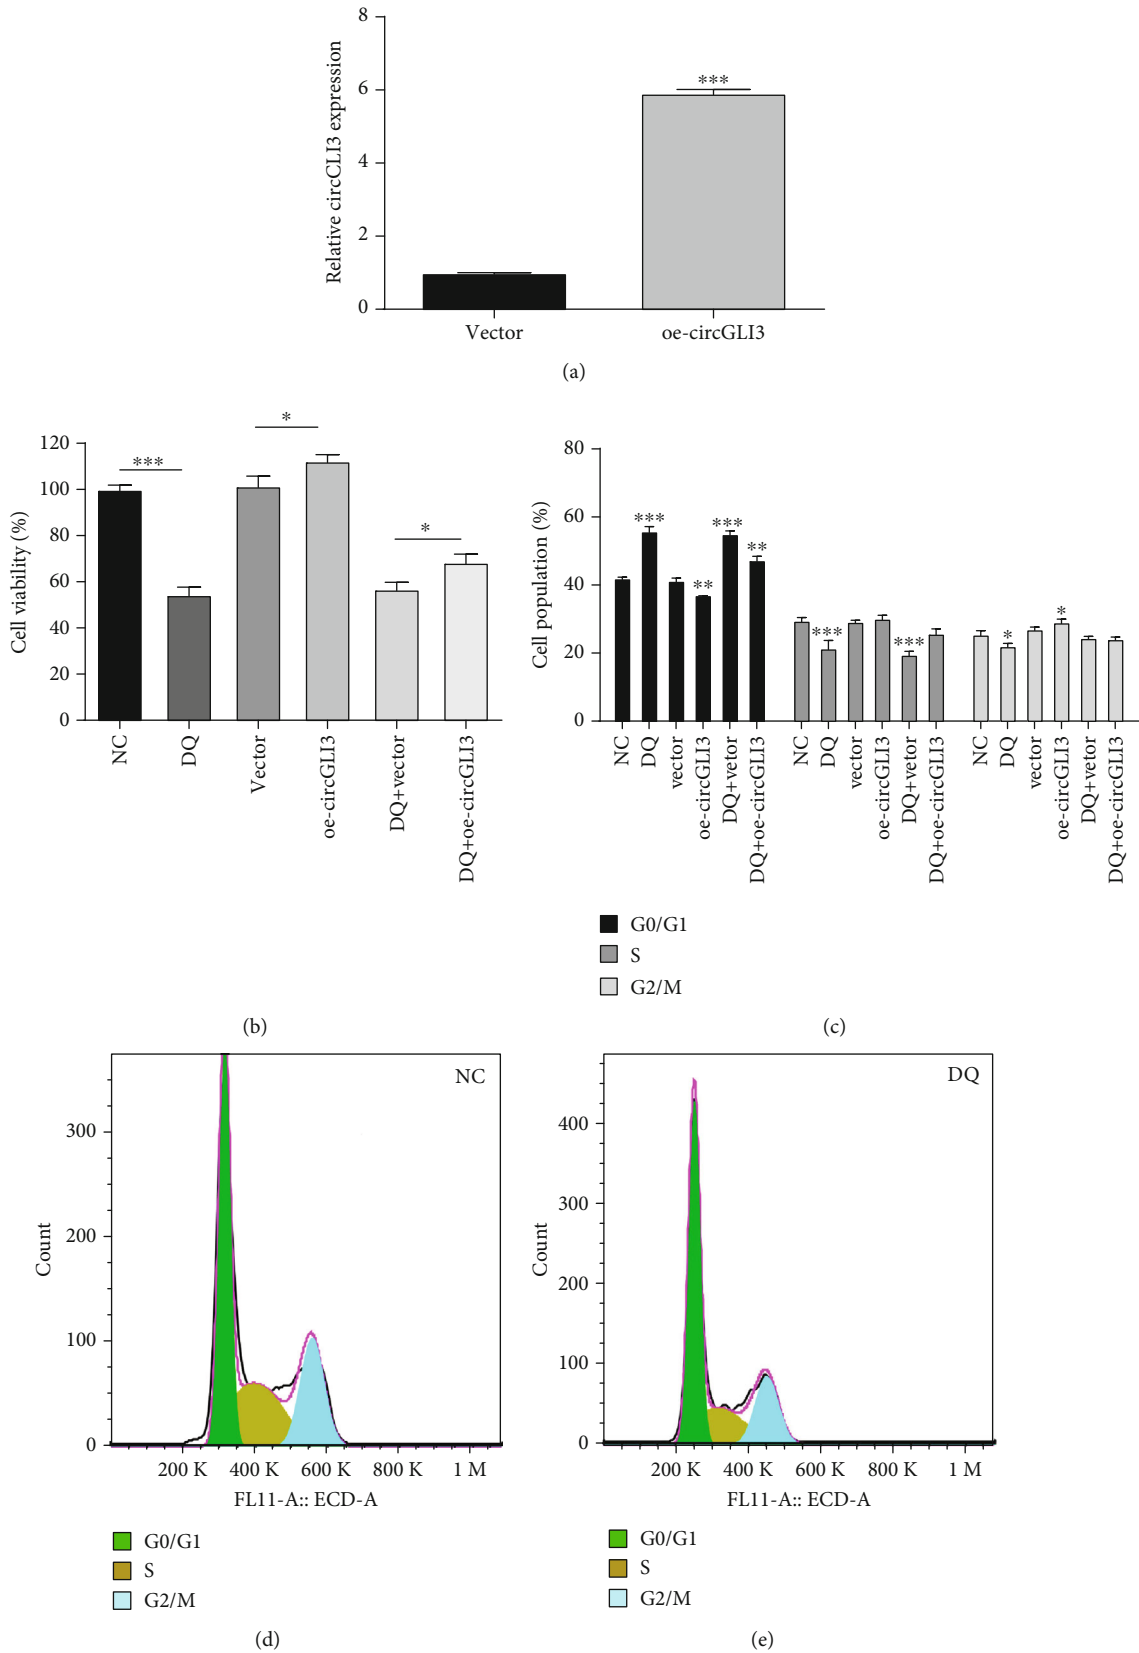 8
6
4
2
0
Relative circCLI3 expression
***
Vector
oe-circGLI3
(a)
120
100
80
60
40
20
0
Cell viability (%)
***
*
*
NC
DQ
Vector
oe-circGLI3
DQ+vector
DQ+oe-circGLI3
(b)
80
60
40
20
0
Cell population (%)
***
**
***
**
***
***
*
*
NC
DQ
vector
oe-circGLI3
DQ+vetor
DQ+oe-circGLI3
NC
DQ
vector
oe-circGLI3
DQ+vetor
DQ+oe-circGLI3
NC
DQ
vector
oe-circGLI3
DQ+vetor
DQ+oe-circGLI3
G0/G1
S
G2/M
(c)
NC
300
200
100
0
Count
200 K 400 K 600 K 800 K 1 M
FL11-A:: ECD-A
G0/G1
S
G2/M
(d)
DQ
400
300
200
100
0
Count
200 K 400 K 600 K 800 K 1 M
FL11-A:: ECD-A
G0/G1
S
G2/M
(e)